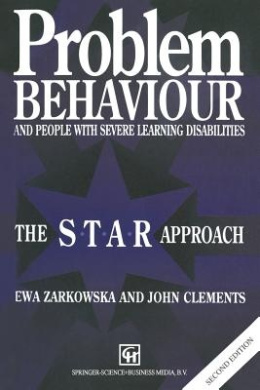 Problem
BEHAVIOUR
AND PEOPLE WITH SEVERE LEARNING DISABILITIES
THE S·T·A·R APPROACH
EWA ZARKOWSKA AND JOHN CLEMENTS
SECOND EDITION
CH
SPRINGER-SCIENCE+BUSINESS MEDIA, B.V.